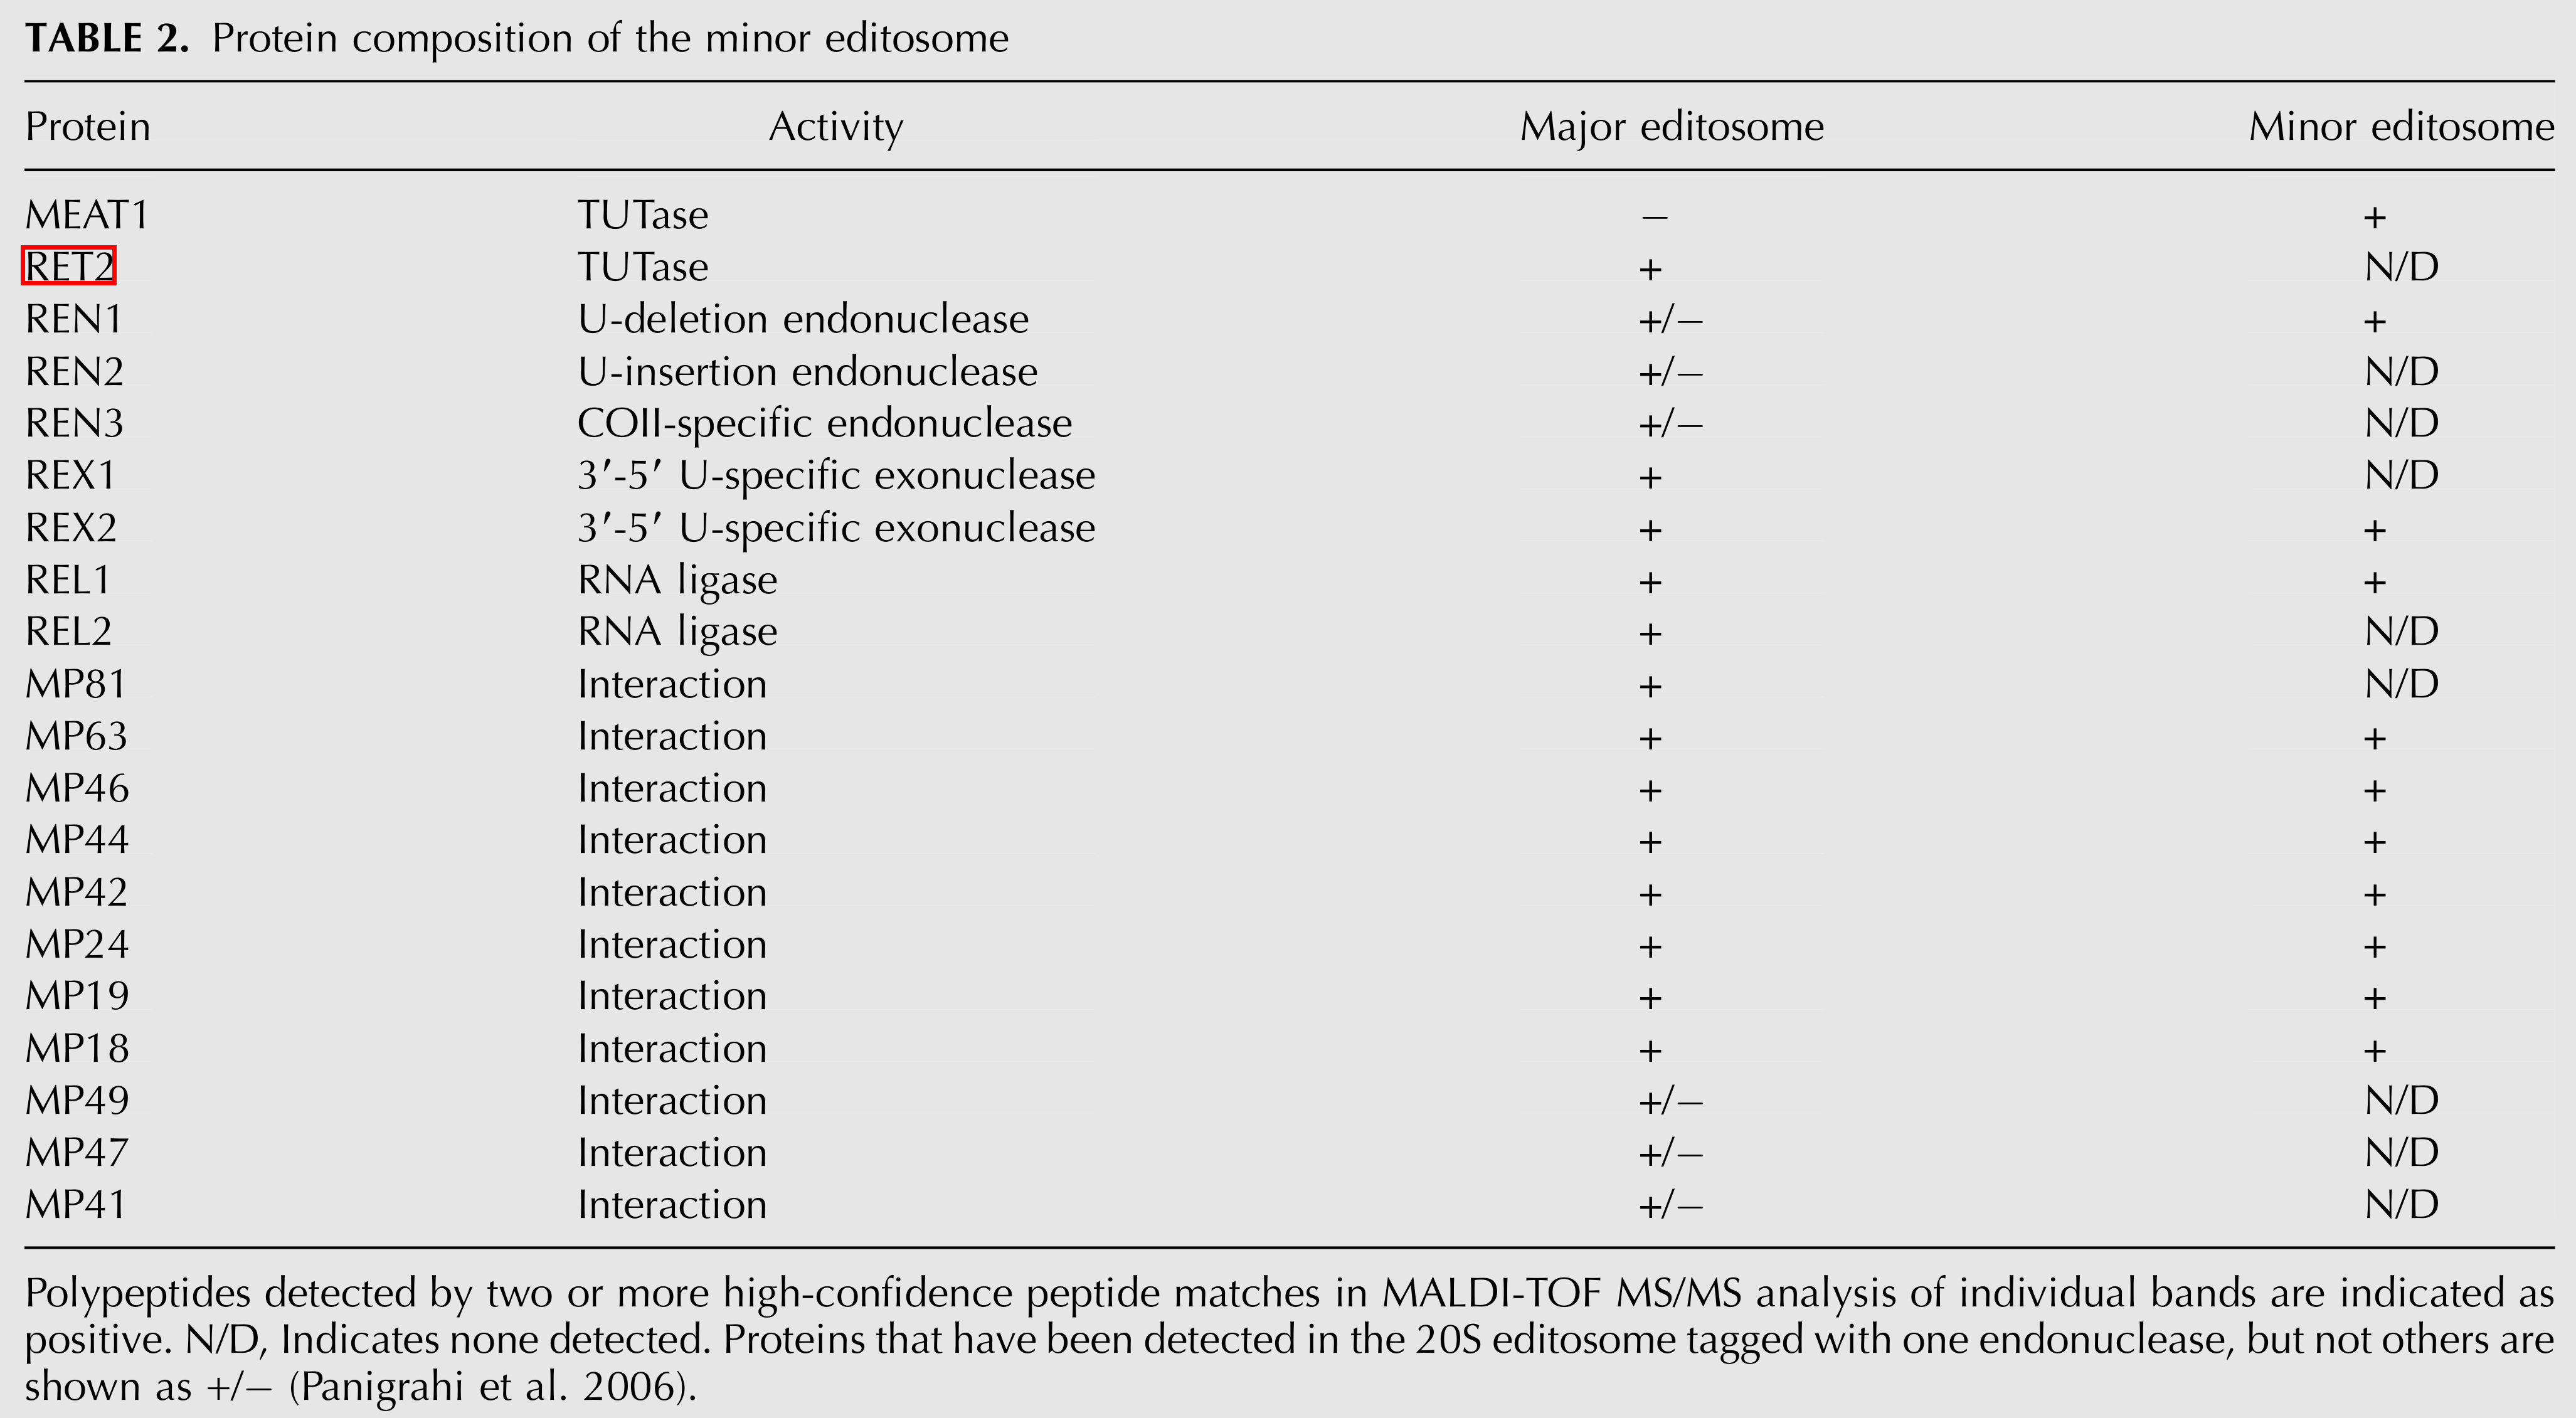 TABLE 2. Protein composition of the minor editosome
Protein Activity Major editosome Minor editosome
MEAT1 TUTase − +
RET2 TUTase + N/D
REN1 U-deletion endonuclease +/− +
REN2 U-insertion endonuclease +/− N/D
REN3 COII-specific endonuclease +/− N/D
REX1 3′-5′ U-specific exonuclease + N/D
REX2 3′-5′ U-specific exonuclease + +
REL1 RNA ligase + +
REL2 RNA ligase + N/D
MP81 Interaction + N/D
MP63 Interaction + +
MP46 Interaction + +
MP44 Interaction + +
MP42 Interaction + +
MP24 Interaction + +
MP19 Interaction + +
MP18 Interaction + +
MP49 Interaction +/− N/D
MP47 Interaction +/− N/D
MP41 Interaction +/− N/D
Polypeptides detected by two or more high-confidence peptide matches in MALDI-TOF MS/MS analysis of individual bands are indicated as
positive. N/D, Indicates none detected. Proteins that have been detected in the 20S editosome tagged with one endonuclease, but not others are
shown as +/− (Panigrahi et al. 2006).